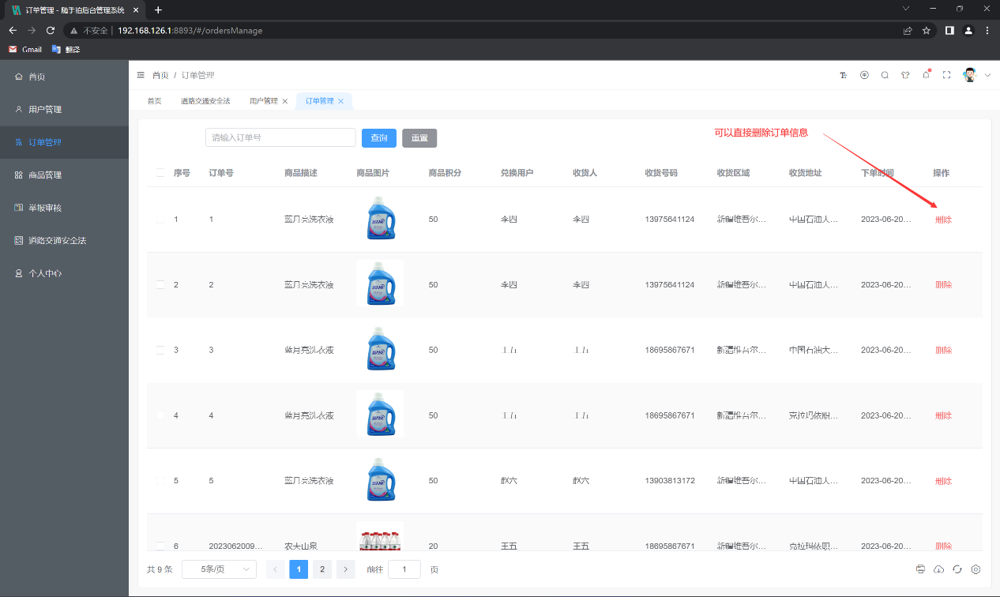 订单管理 - 随手拍后台管理系统
不安全 192.168.126.1:8893/#/ordersManage
Gmail 翻译
首页
用户管理
订单管理
商品管理
举报审核
道路交通安全法
个人中心
首页 / 订单管理
首页 道路交通安全法 用户管理 订单管理
请输入订单号 查询 重置
可以直接删除订单信息
序号 订单号 商品描述 商品图片 商品积分 兑换用户 收货人 收货号码 收货区域 收货地址 下单时间 操作
1 1 蓝月亮洗衣液 50 李四 李四 13975641124 新疆维吾尔... 中国石油大... 2023-06-20... 删除
2 2 蓝月亮洗衣液 50 李四 李四 13975641124 新疆维吾尔... 中国石油大... 2023-06-20... 删除
3 3 蓝月亮洗衣液 50 王五 王五 18695867671 新疆维吾尔... 中国石油大... 2023-06-20... 删除
4 4 蓝月亮洗衣液 50 王五 王五 18695867671 新疆维吾尔... 克拉玛依职... 2023-06-20... 删除
5 5 蓝月亮洗衣液 50 赵六 赵六 13903813172 新疆维吾尔... 中国石油大... 2023-06-20... 删除
6 2023062009... 农夫山泉 20 王五 王五 18695867671 新疆维吾尔... 克拉玛依职... 2023-06-20... 删除
共 9 条 5条/页 1 2 前往 1 页